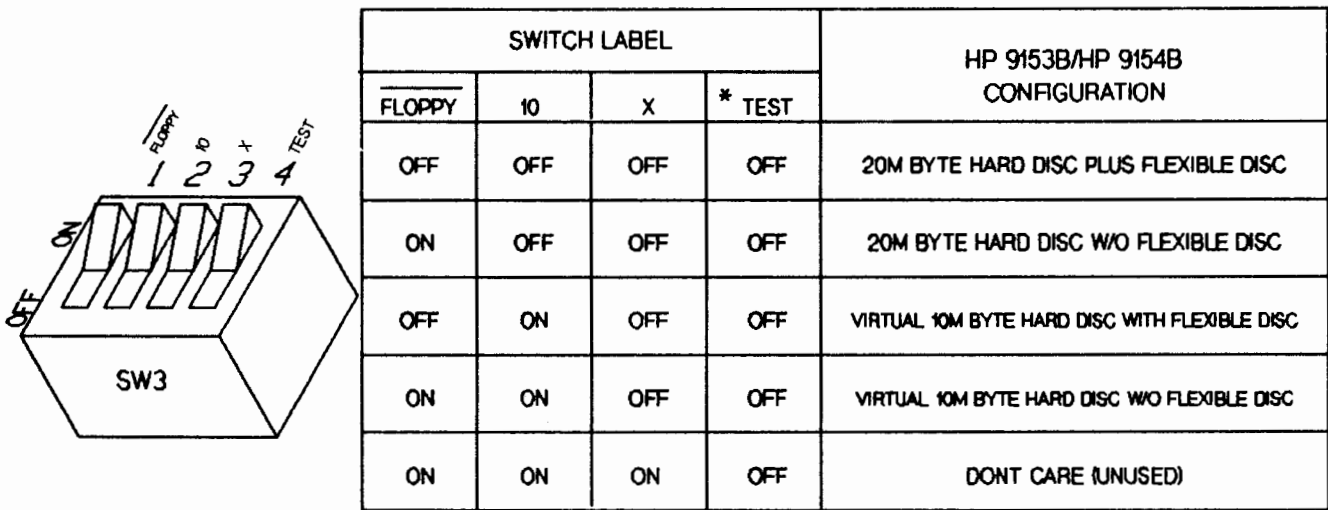 FLOPPY 10 X TEST
1 2 3 4
ON
OFF
SW3
SWITCH LABEL
HP 9153B/HP 9154B
CONFIGURATION
FLOPPY 10 X * TEST
OFF OFF OFF OFF 20M BYTE HARD DISC PLUS FLEXIBLE DISC
ON OFF OFF OFF 20M BYTE HARD DISC W/O FLEXIBLE DISC
OFF ON OFF OFF VIRTUAL 10M BYTE HARD DISC WITH FLEXIBLE DISC
ON ON OFF OFF VIRTUAL 10M BYTE HARD DISC W/O FLEXIBLE DISC
ON ON ON OFF DONT CARE (UNUSED)